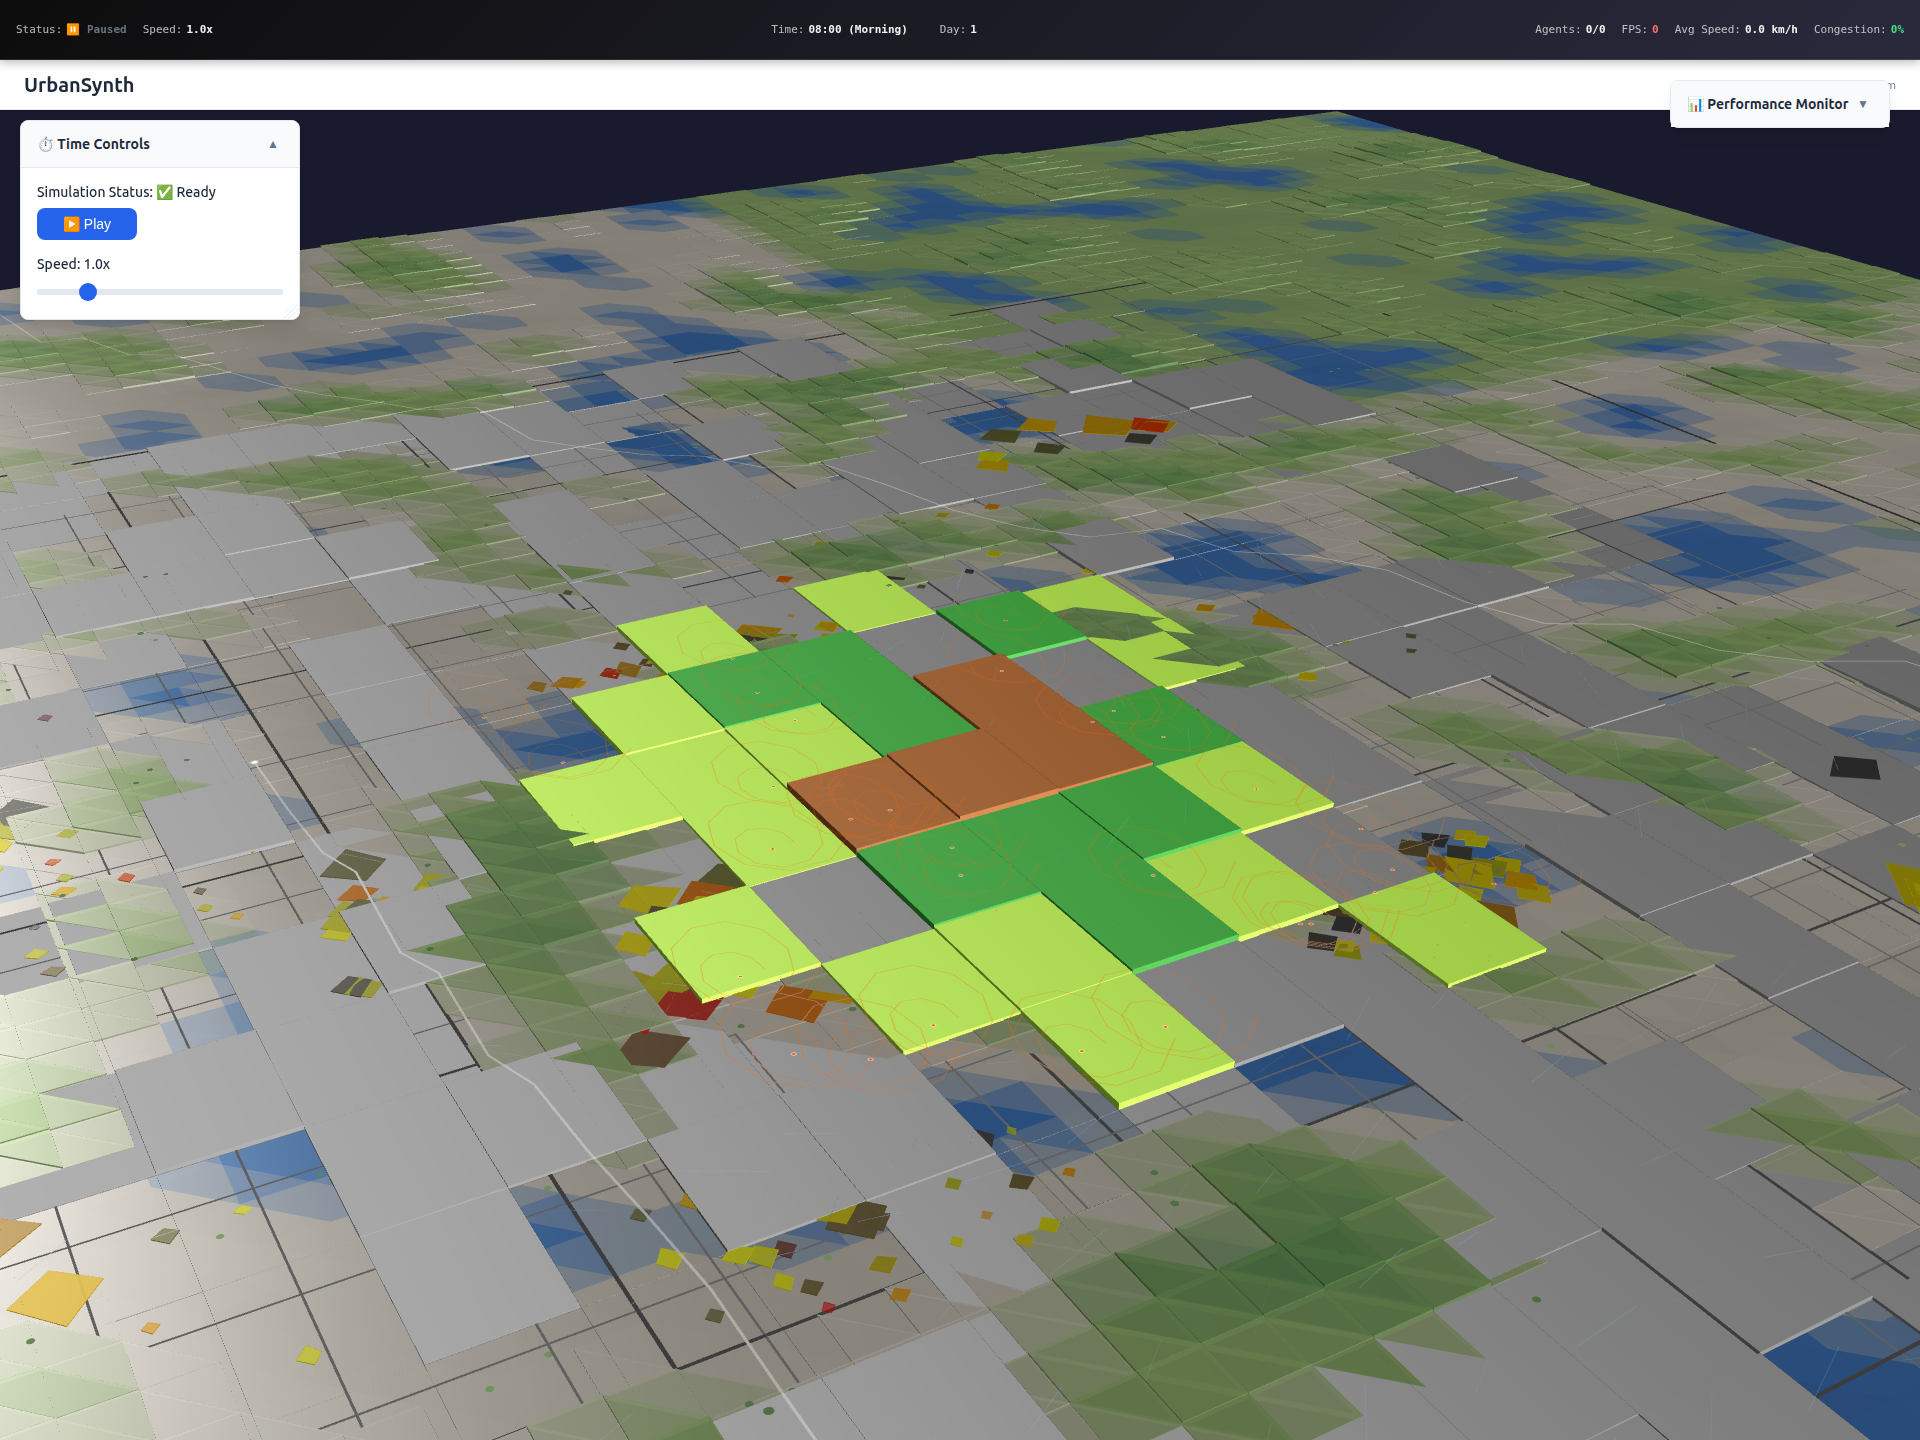 Status: ⏸️ Paused Speed: 1.0x Time: 08:00 (Morning) Day: 1 Agents: 0/0 FPS: 0 Avg Speed: 0.0 km/h Congestion: 0%
UrbanSynth
📊 Performance Monitor ▼
⏱️ Time Controls ▲
Simulation Status: ✅ Ready
▶️ Play
Speed: 1.0x